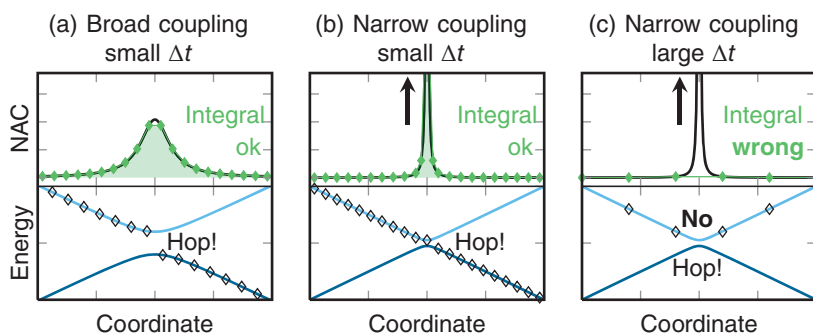 (a) Broad coupling
small Δt
(b) Narrow coupling
small Δt
(c) Narrow coupling
large Δt
NAC
Integral
ok
Integral
ok
Integral
wrong
Energy
Hop!
Hop!
No
Hop!
Coordinate
Coordinate
Coordinate